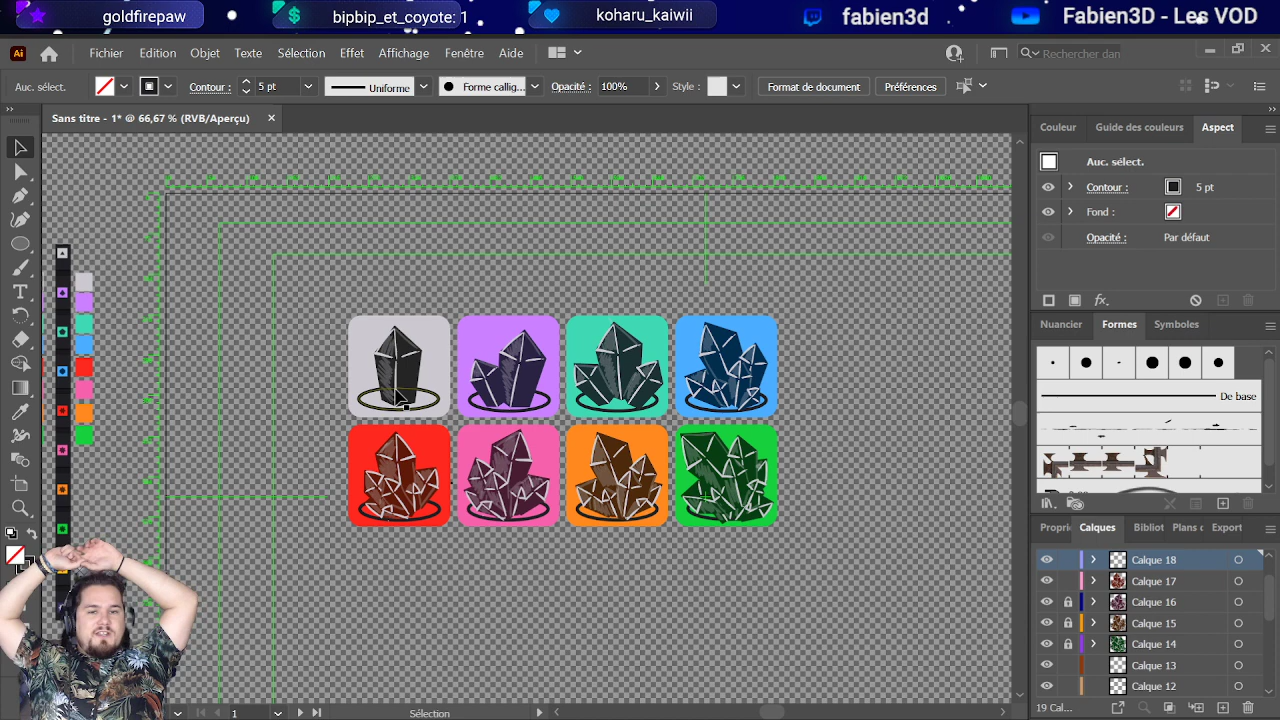 goldfirepaw
bipbip_et_coyote: 1
koharu_kaiwii
fabien3d
Fabien3D - Les VOD
Ai
Fichier Edition Objet Texte Sélection Effet Affichage Fenêtre Aide
Rechercher dan
Auc. sélect.
Contour :
5 pt
Uniforme
Forme callig...
Opacité :
100%
Style :
Format de document
Préférences
Sans titre - 1* @ 66,67 % (RVB/Aperçu)
Couleur
Guide des couleurs
Aspect
Auc. sélect.
Contour :
5 pt
Fond :
Opacité :
Par défaut
fx.
Nuancier
Formes
Symboles
De base
Propri
Calques
Bibliot
Plans c
Export
Calque 18
Calque 17
Calque 16
Calque 15
Calque 14
Calque 13
Calque 12
19 Cal...
1
Sélection